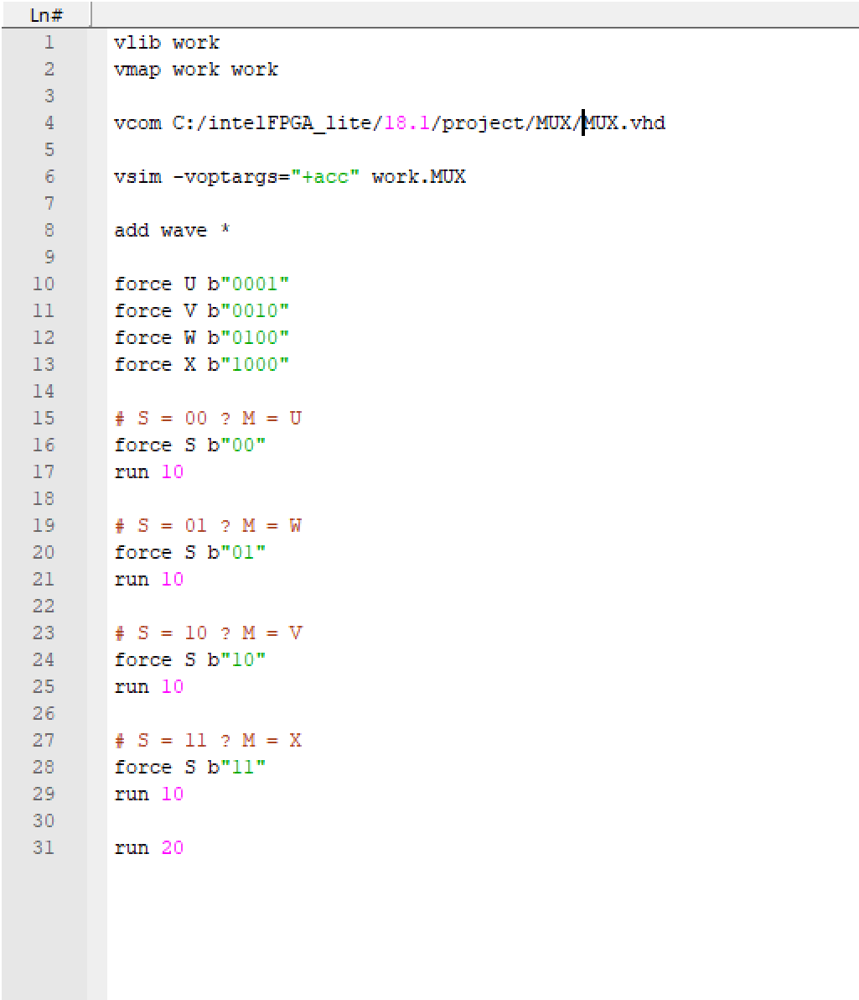 Ln#
1 vlib work
2 vmap work work
3
4 vcom C:/intelFPGA_lite/18.1/project/MUX/MUX.vhd
5
6 vsim -voptargs="+acc" work.MUX
7
8 add wave *
9
10 force U b"0001"
11 force V b"0010"
12 force W b"0100"
13 force X b"1000"
14
15 # S = 00 ? M = U
16 force S b"00"
17 run 10
18
19 # S = 01 ? M = W
20 force S b"01"
21 run 10
22
23 # S = 10 ? M = V
24 force S b"10"
25 run 10
26
27 # S = 11 ? M = X
28 force S b"11"
29 run 10
30
31 run 20